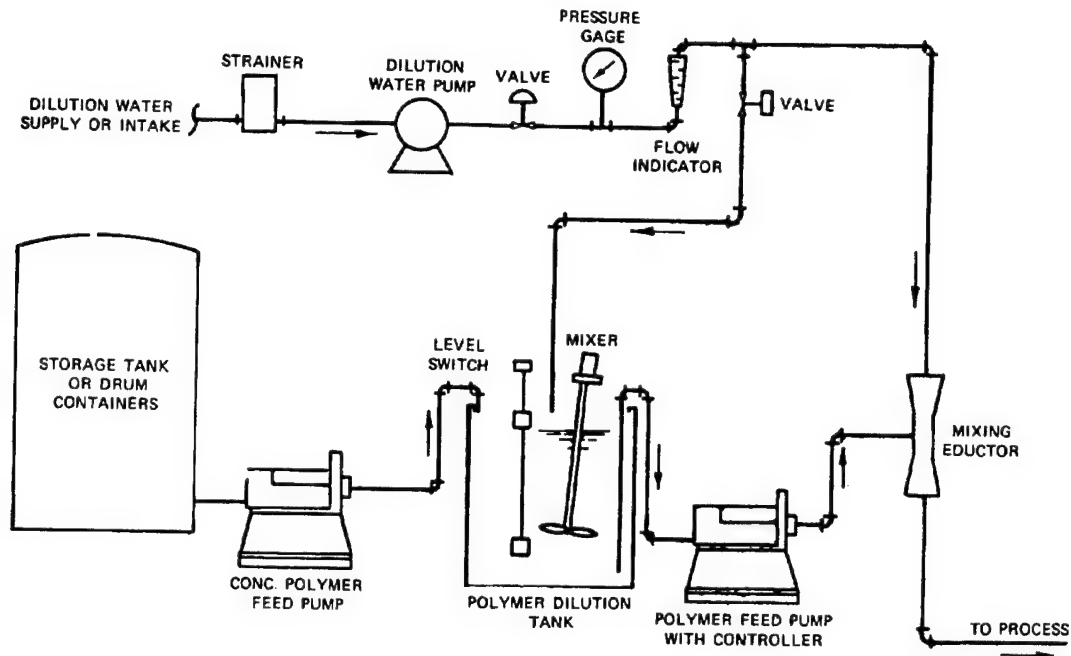 PRESSURE
GAGE
STRAINER
DILUTION
WATER PUMP
VALVE
DILUTION WATER
SUPPLY OR INTAKE
VALVE
FLOW
INDICATOR
LEVEL
SWITCH
MIXER
STORAGE TANK
OR DRUM
CONTAINERS
MIXING
EDUCTOR
CONC. POLYMER
FEED PUMP
POLYMER DILUTION
TANK
POLYMER FEED PUMP
WITH CONTROLLER
TO PROCESS